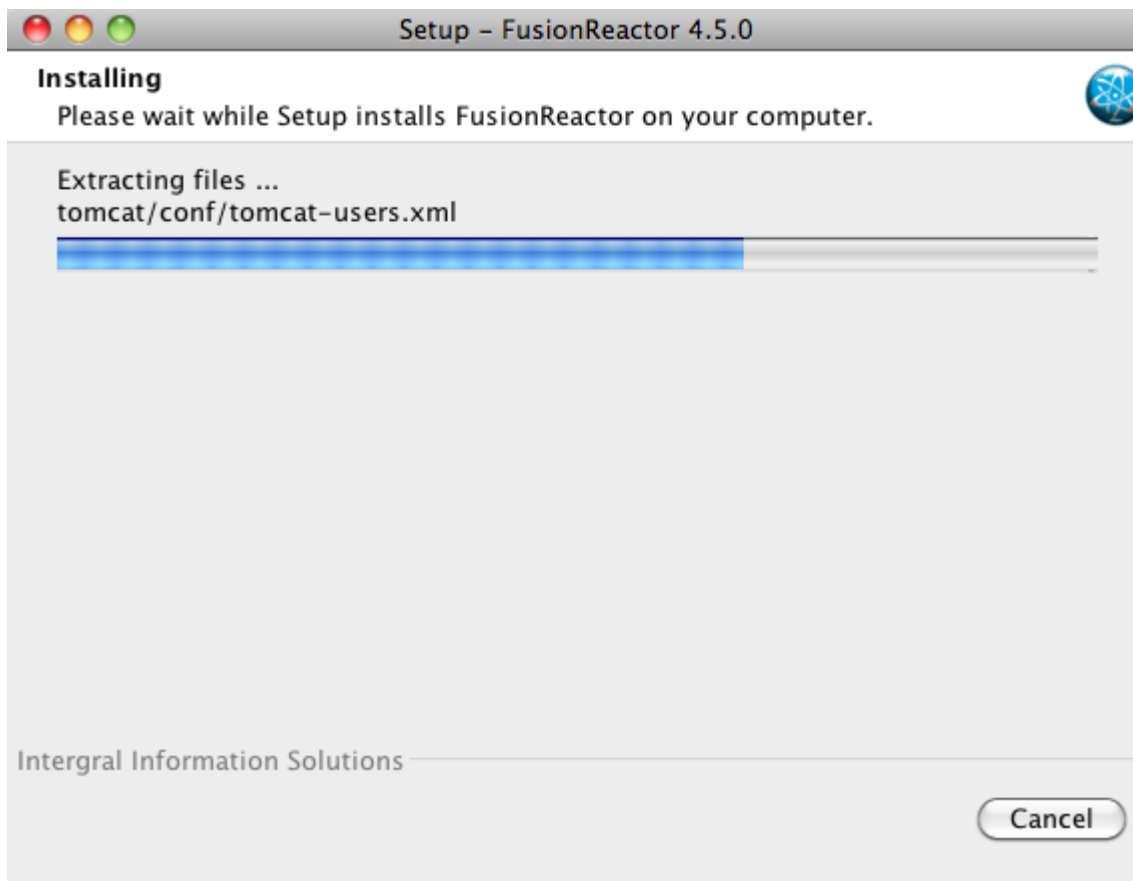 Setup – FusionReactor 4.5.0
Installing
Please wait while Setup installs FusionReactor on your computer.
Extracting files ...
tomcat/conf/tomcat-users.xml
Intergral Information Solutions
Cancel